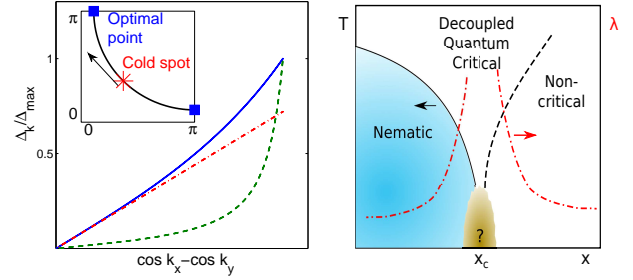 π
Optimal
point
Cold spot
0
0
π
1
0.5
Δk/Δmax
cos kx−cos ky
T
λ
Decoupled
Quantum
Critical
Non-
critical
Nematic
?
xc
x